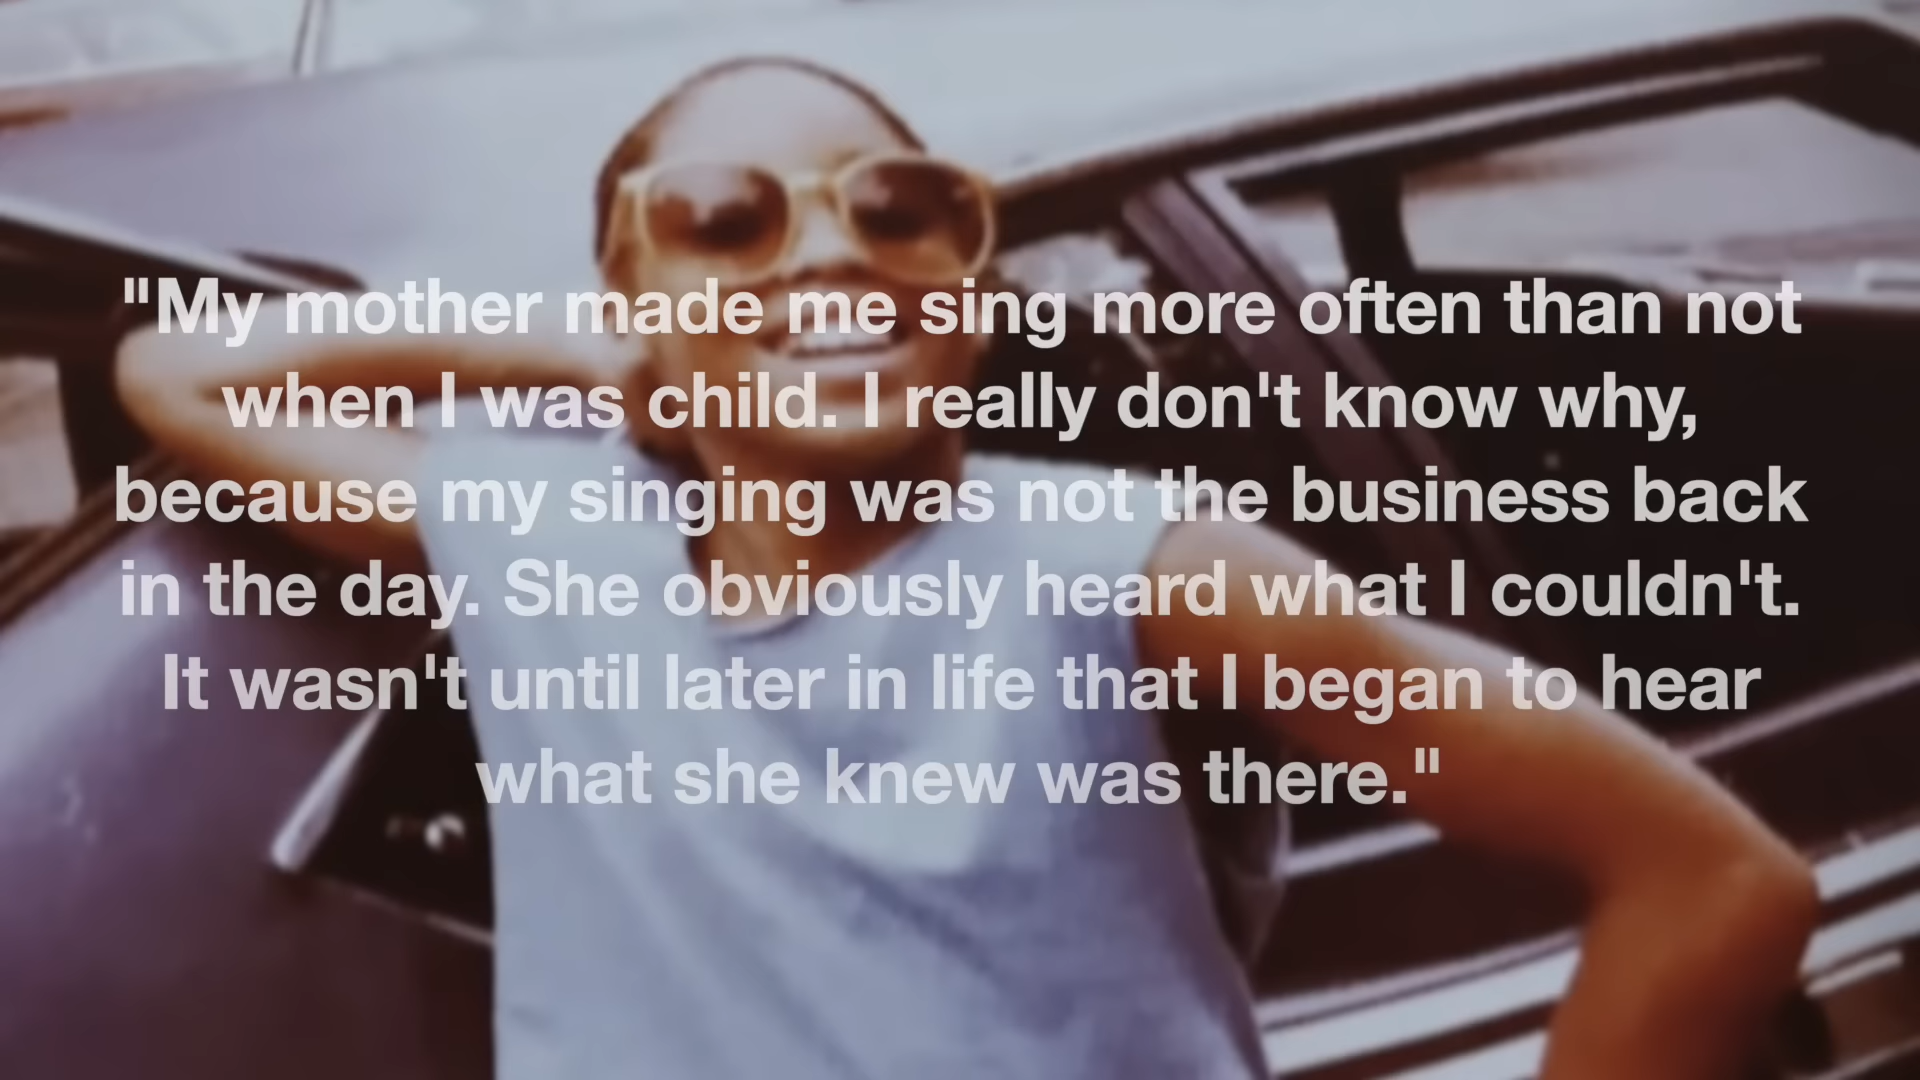 "My mother made me sing more often than not
when I was child. I really don't know why,
because my singing was not the business back
in the day. She obviously heard what I couldn't.
It wasn't until later in life that I began to hear
what she knew was there."